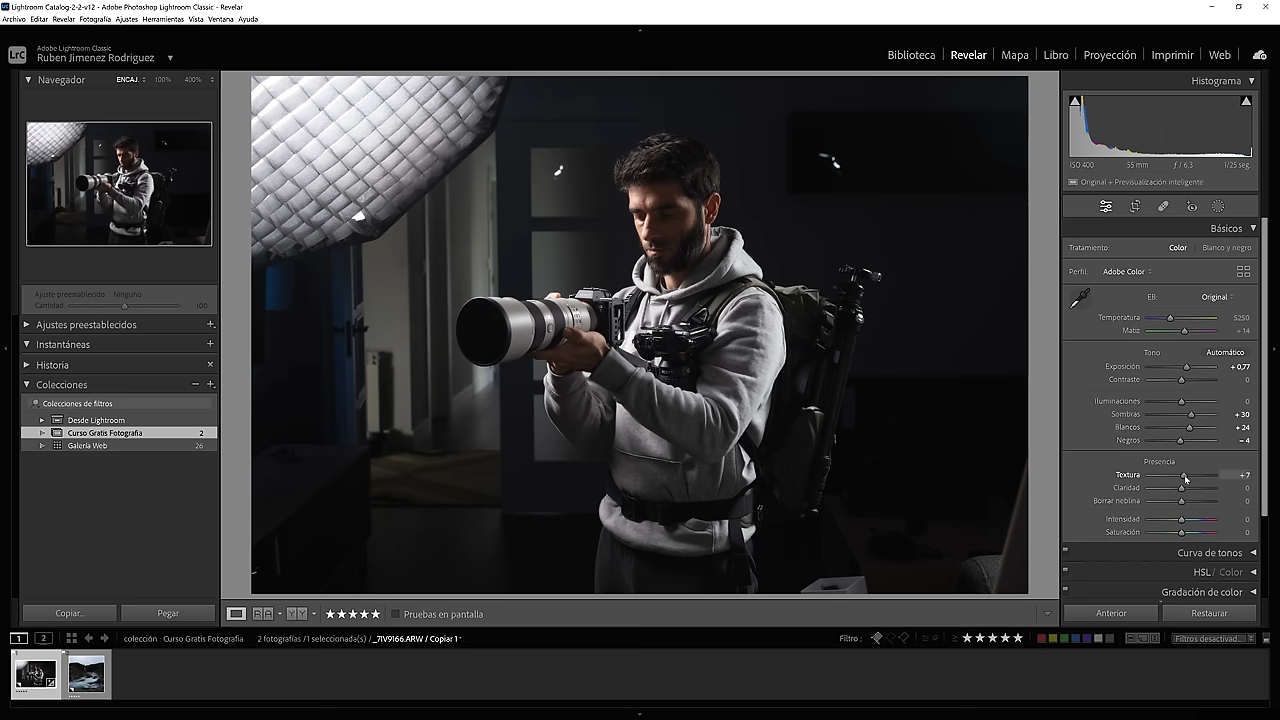 Lightroom Catalog-2-2-v12 - Adobe Photoshop Lightroom Classic - Revelar
Archivo Editar Revelar Fotografía Ajustes Herramientas Vista Ventana Ayuda
LrC
Adobe Lightroom Classic
Ruben Jimenez Rodriguez
Biblioteca | Revelar | Mapa | Libro | Proyección | Imprimir | Web
Navegador ENCAJ. 100% 400%
Ajuste preestablecido: Ninguno
Cantidad 100
Ajustes preestablecidos
Instantáneas
Historia
Colecciones
Colecciones de filtros
Desde Lightroom
Curso Gratis Fotografía 2
Galería Web 26
Copiar... Pegar
Histograma
ISO 400 55 mm ƒ / 6,3 1/25 seg.
Original + Previsualización inteligente
Básicos
Tratamiento: Color Blanco y negro
Perfil: Adobe Color
EB: Original
Temperatura 5250
Matiz + 14
Tono Automático
Exposición + 0,77
Contraste 0
Iluminaciones 0
Sombras + 30
Blancos + 24
Negros - 4
Presencia
Textura + 7
Claridad 0
Borrar neblina 0
Intensidad 0
Saturación 0
Curva de tonos
HSL / Color
Gradación de color
Anterior Restaurar
R A Y Y ★★★★★ Pruebas en pantalla
1 2 colección : Curso Gratis Fotografía 2 fotografías /1 seleccionada(s) / _7IV9166.ARW / Copiar 1
Filtro : ≥ ★★★★★ Filtros desactivad...